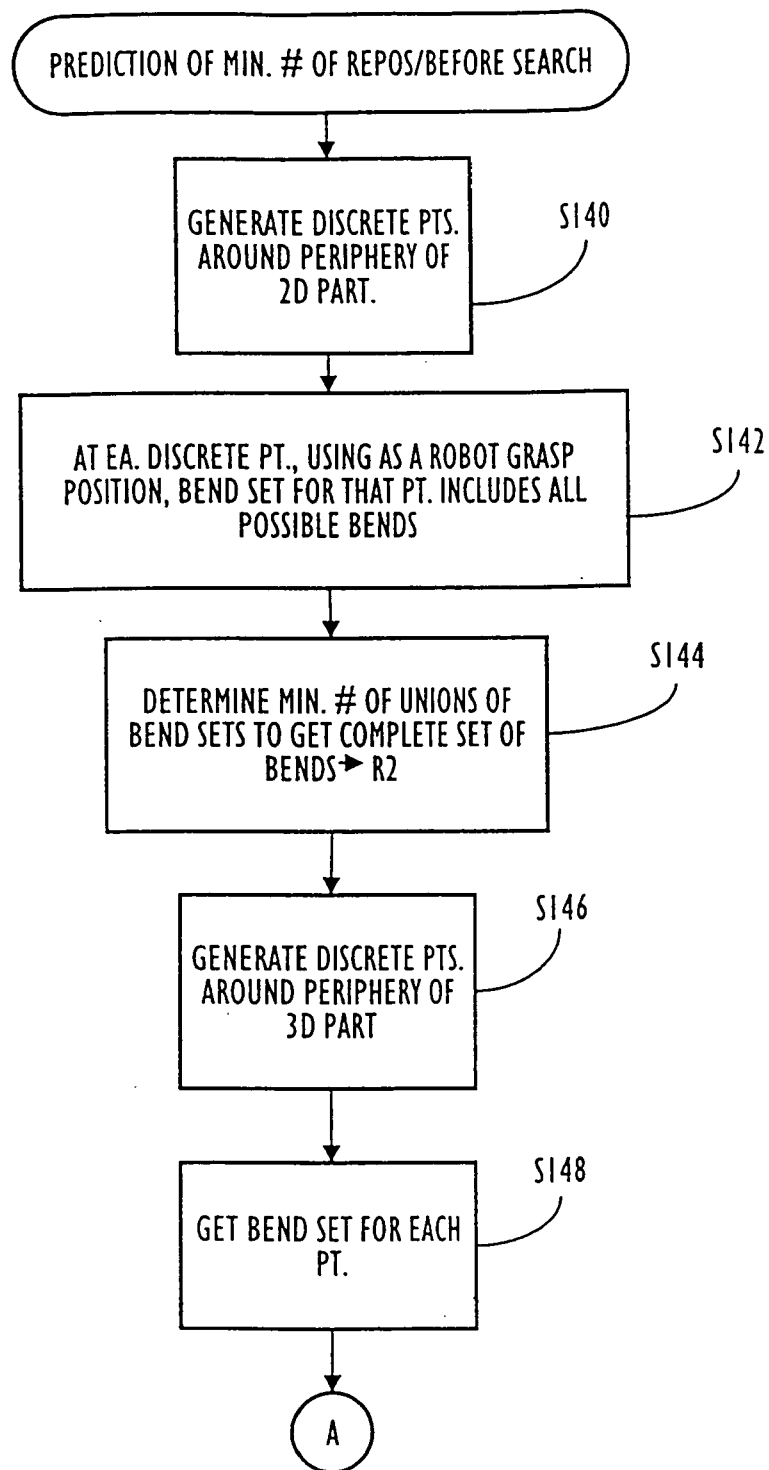 PREDICTION OF MIN. # OF REPOS/BEFORE SEARCH
GENERATE DISCRETE PTS.
AROUND PERIPHERY OF
2D PART.
S140
AT EA. DISCRETE PT., USING AS A ROBOT GRASP
POSITION, BEND SET FOR THAT PT. INCLUDES ALL
POSSIBLE BENDS
S142
DETERMINE MIN. # OF UNIONS OF
BEND SETS TO GET COMPLETE SET OF
BENDS → R2
S144
GENERATE DISCRETE PTS.
AROUND PERIPHERY OF
3D PART
S146
GET BEND SET FOR EACH
PT.
S148
A